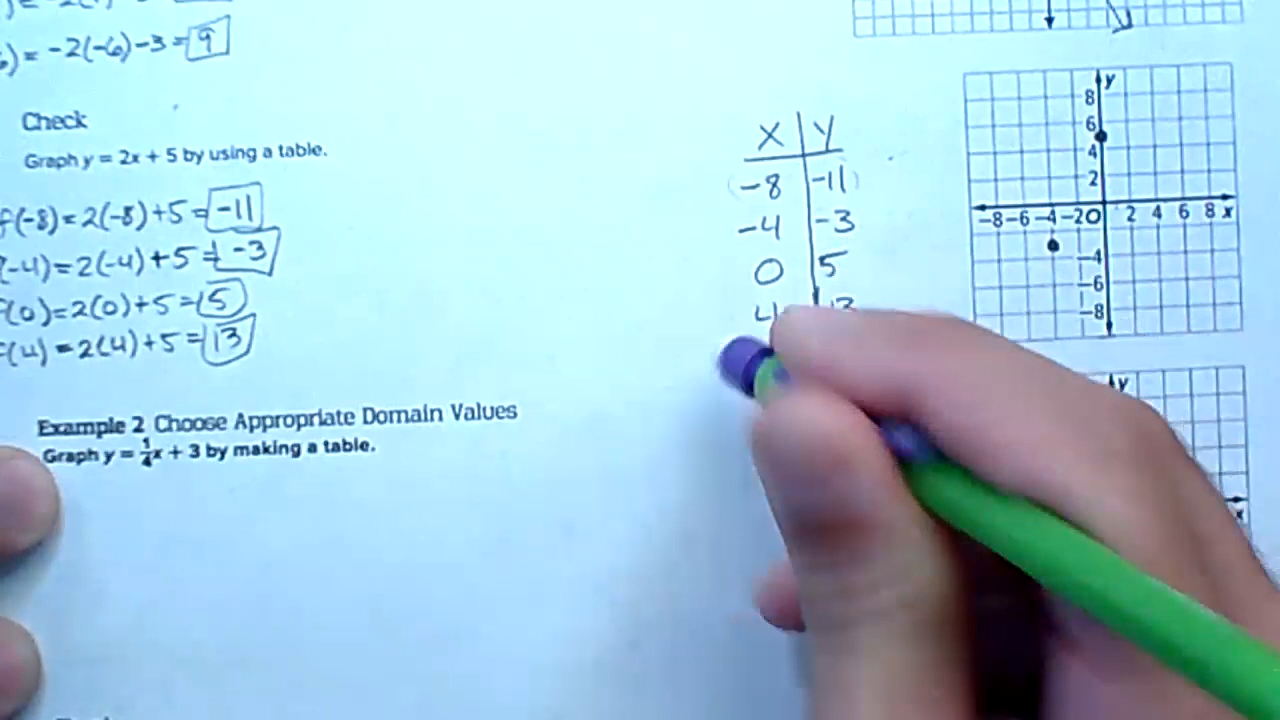 ) = -2(-6)-3 = 9
Check
Graph y = 2x + 5 by using a table.
f(-8) = 2(-8)+5 = -11
(-4) = 2(-4)+5 = -3
(0) = 2(0)+5 = 5
f(4) = 2(4)+5 = 13
x y
-8 -11
-4 -3
0 5
4 13
y
8
6
4
2
-8 -6 -4 -2 O 2 4 6 8 x
-4
-6
-8
Example 2 Choose Appropriate Domain Values
Graph y = 1/4x + 3 by making a table.
y
x